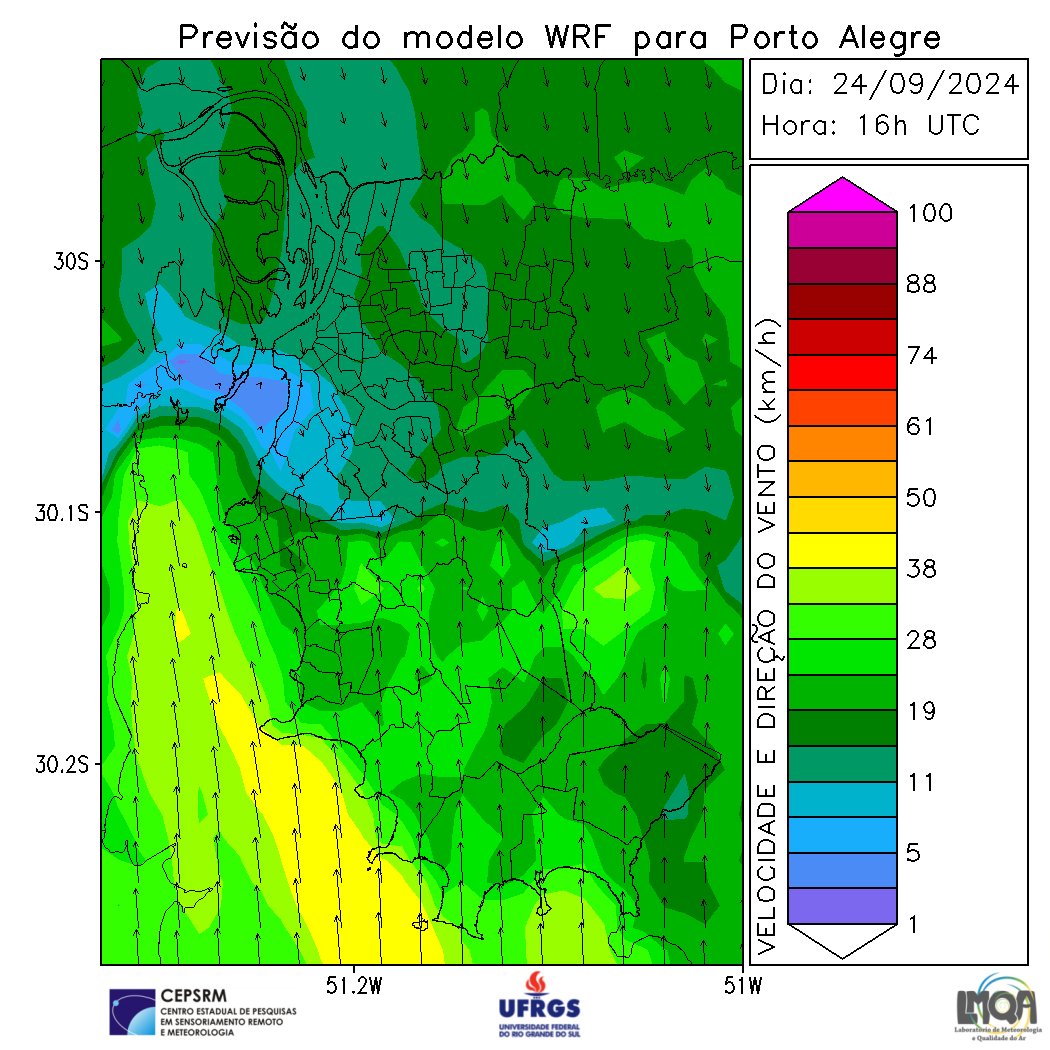 Previsão do modelo WRF para Porto Alegre
Dia: 24/09/2024
Hora: 16h UTC
30S
30.1S
30.2S
51.2W
51W
VELOCIDADE E DIREÇÃO DO VENTO (km/h)
100
88
74
61
50
38
28
19
11
5
1
CEPSRM
CENTRO ESTADUAL DE PESQUISAS
EM SENSORIAMENTO REMOTO
E METEOROLOGIA
UFRGS
UNIVERSIDADE FEDERAL
DO RIO GRANDE DO SUL
LMQA
Laboratório de Meteorologia
e Qualidade do Ar